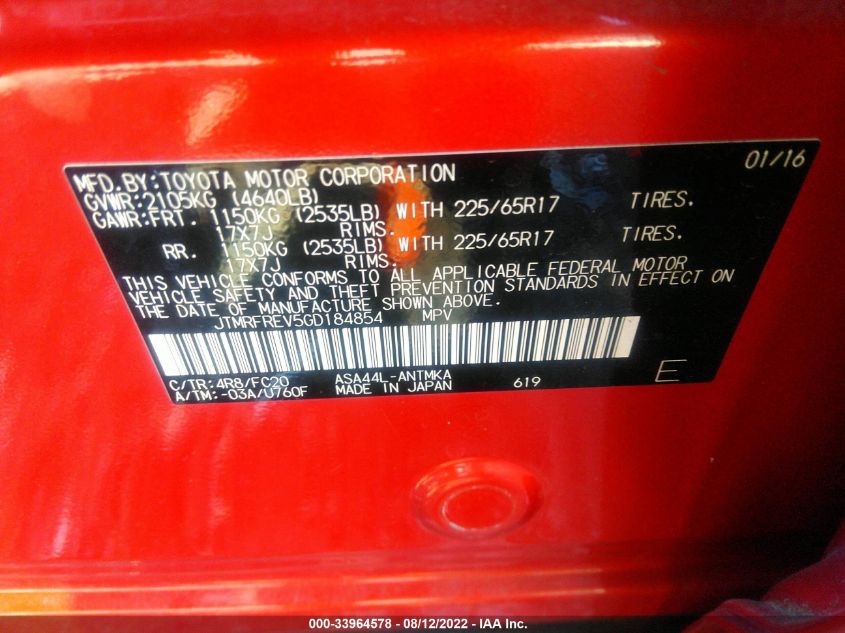 MFD.BY:TOYOTA MOTOR CORPORATION 01/16
GVWR:2105KG (4640LB)
GAWR:FRT. 1150KG (2535LB) WITH 225/65R17 TIRES.
17X7J RIMS.
RR. 1150KG (2535LB) WITH 225/65R17 TIRES.
17X7J RIMS.
THIS VEHICLE CONFORMS TO ALL APPLICABLE FEDERAL MOTOR
VEHICLE SAFETY AND THEFT PREVENTION STANDARDS IN EFFECT ON
THE DATE OF MANUFACTURE SHOWN ABOVE.
JTMRFREV5GD184854 MPV
C/TR:4R8/FC20 ASA44L-ANTMKA 619 E
A/TM:-03A/U760F MADE IN JAPAN
000-33964578 - 08/12/2022 - IAA Inc.